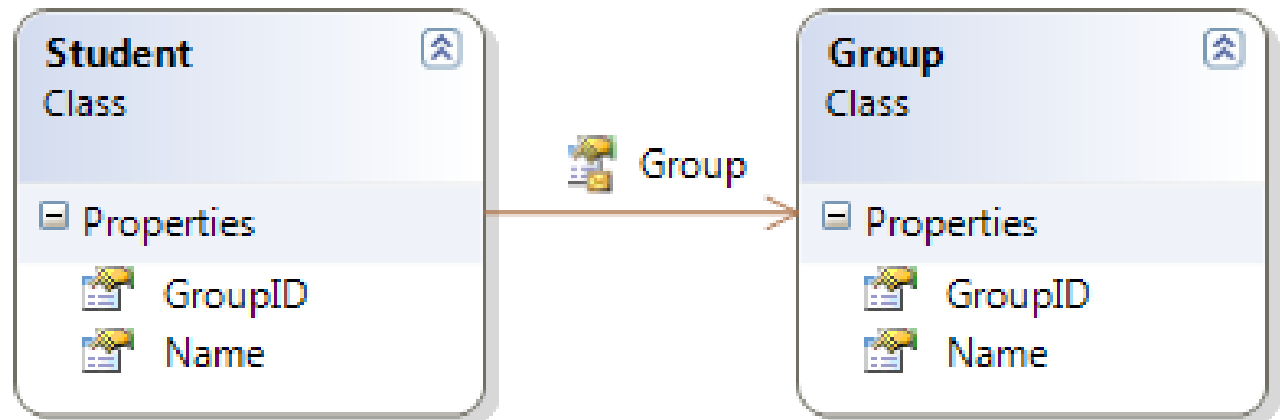 Student
Class
Properties
GroupID
Name
Group
Group
Class
Properties
GroupID
Name